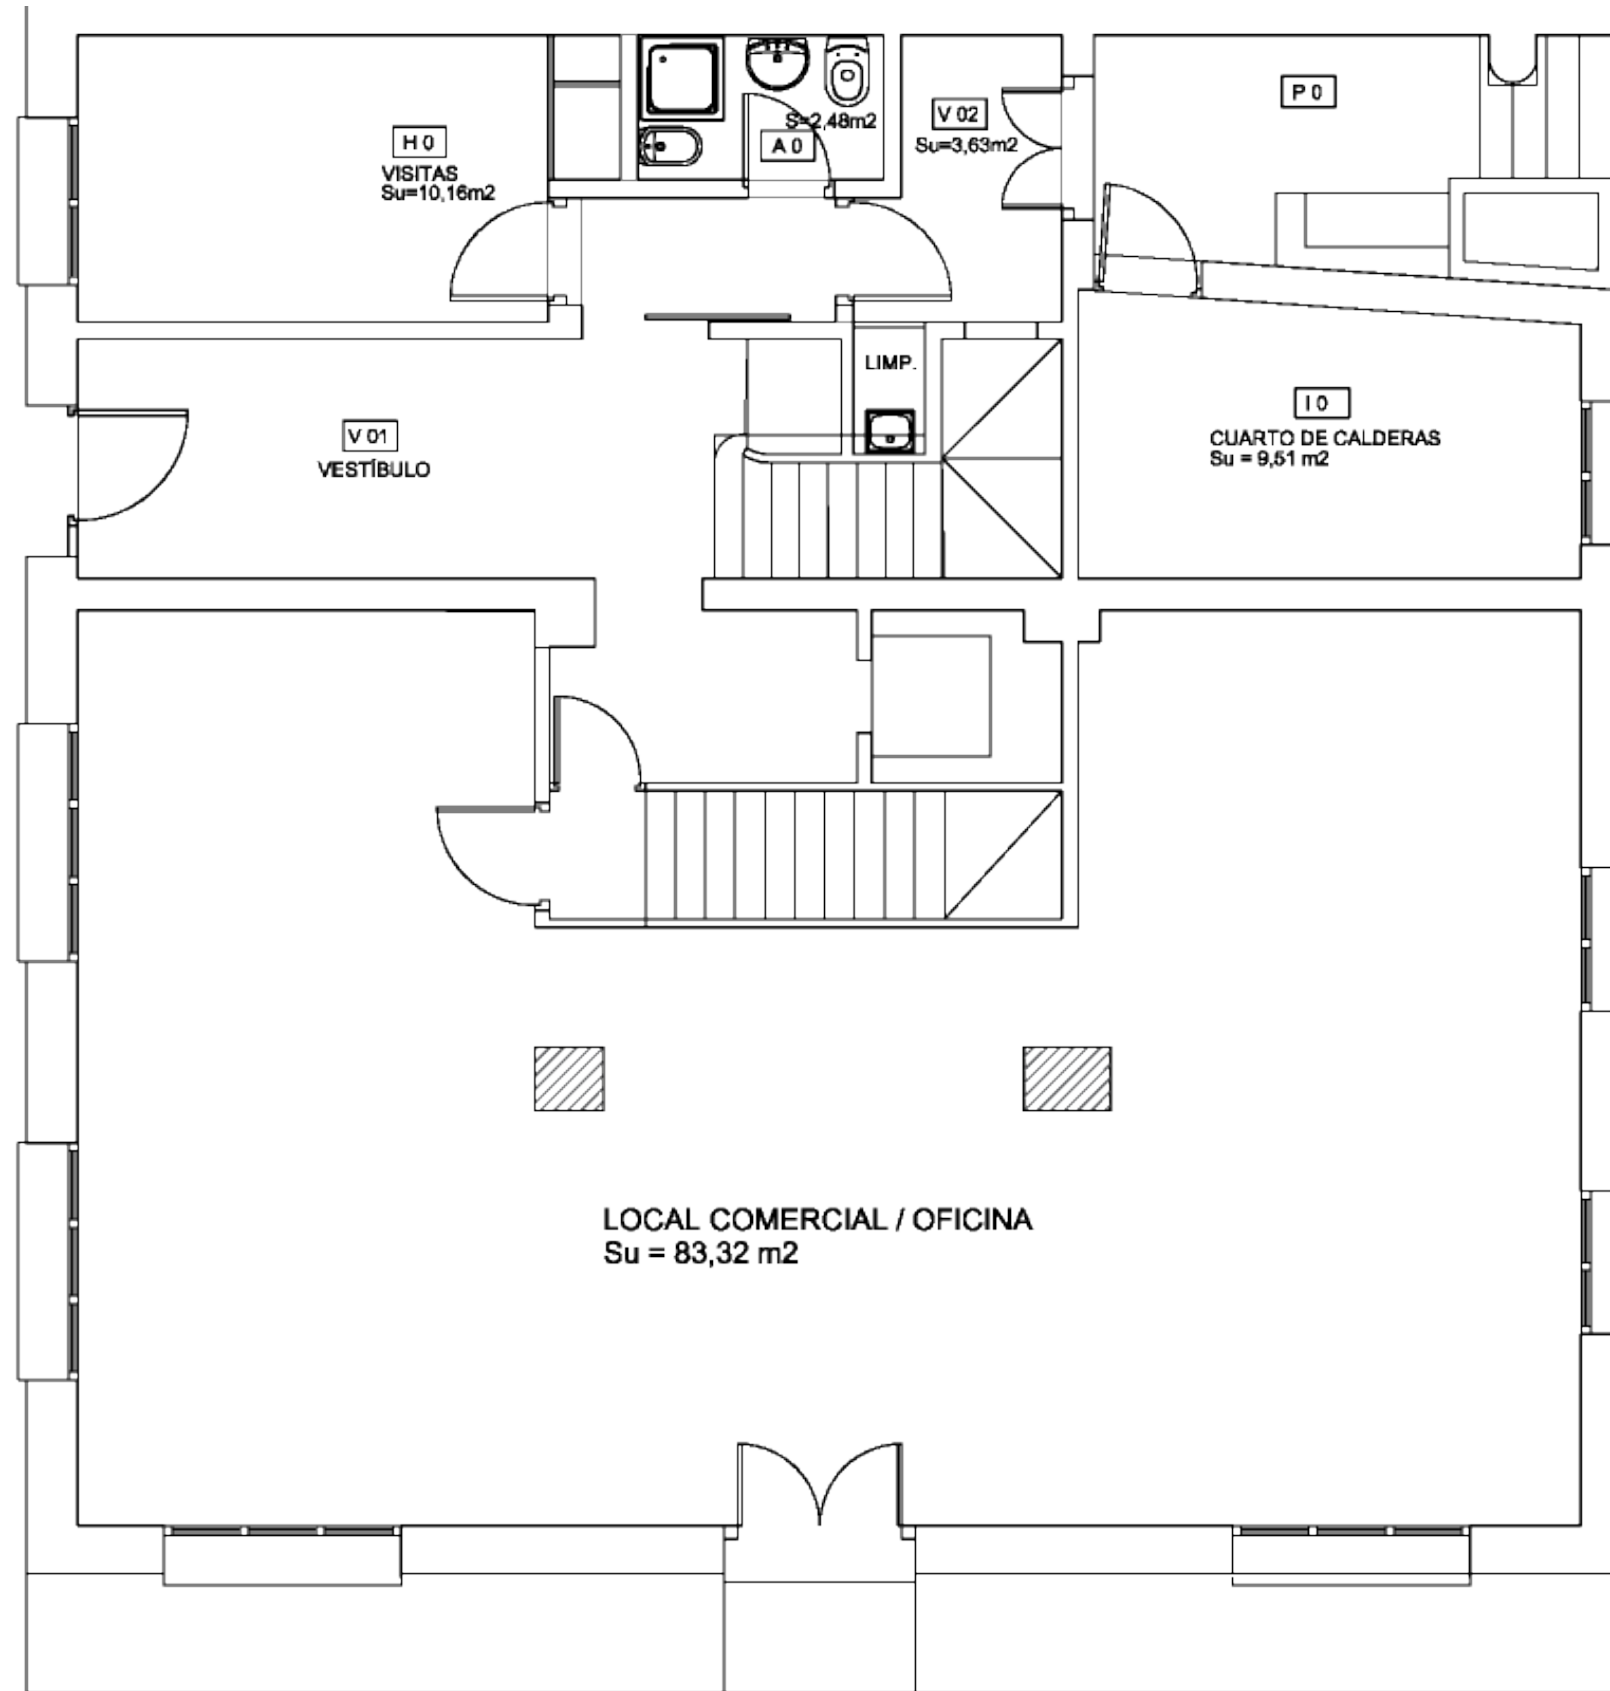 H 0
VISITAS
Su=10,16m2
S=2,48m2
A 0
V 02
Su=3,63m2
P 0
LIMP.
V 01
VESTÍBULO
I 0
CUARTO DE CALDERAS
Su = 9,51 m2
LOCAL COMERCIAL / OFICINA
Su = 83,32 m2